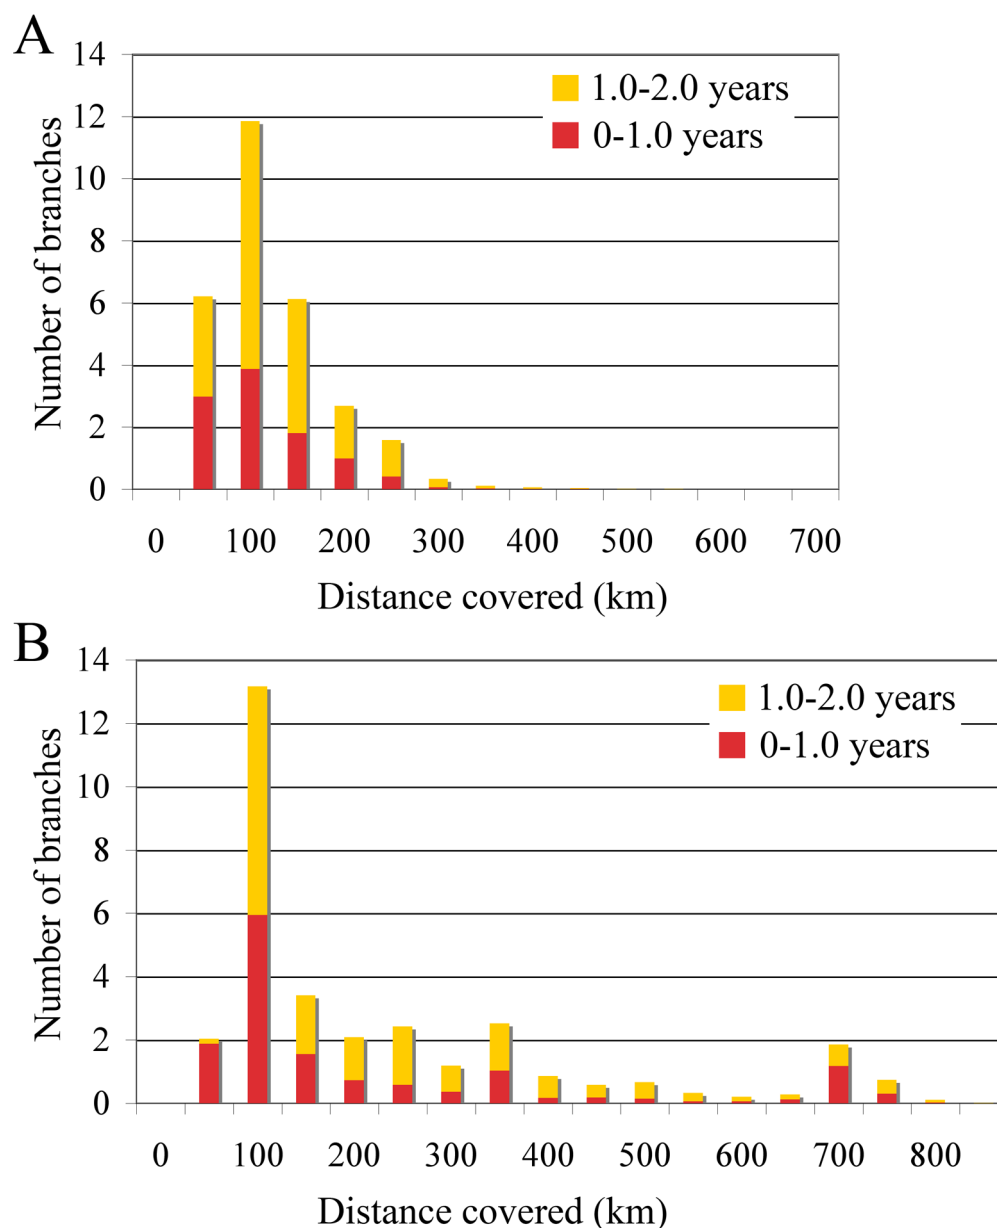 A
14
12
10
8
6
4
2
0
Number of branches
1.0-2.0 years
0-1.0 years
0 100 200 300 400 500 600 700
Distance covered (km)
B
14
12
10
8
6
4
2
0
Number of branches
1.0-2.0 years
0-1.0 years
0 100 200 300 400 500 600 700 800
Distance covered (km)